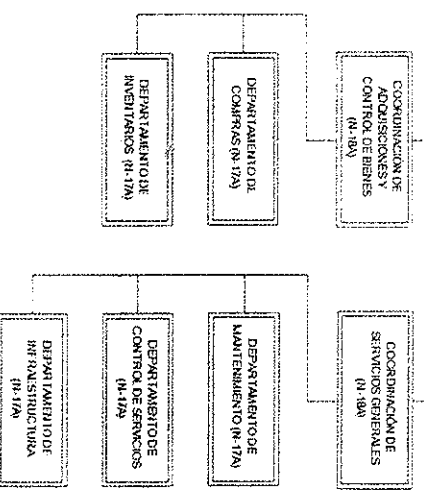 COORDINACIÓN DE
ADQUISICIONES Y
CONTROL DE BIENES
(N-18A)
DEPARTAMENTO DE
COMPRAS (N-17A)
DEPARTAMENTO DE
INVENTARIOS (N-17A)
COORDINACIÓN DE
SERVICIOS GENERALES
(N-18A)
DEPARTAMENTO DE
MANTENIMIENTO (N-17A)
DEPARTAMENTO DE
CONTROL DE SERVICIOS
(N-17A)
DEPARTAMENTO DE
INFRAESTRUCTURA
(N-17A)